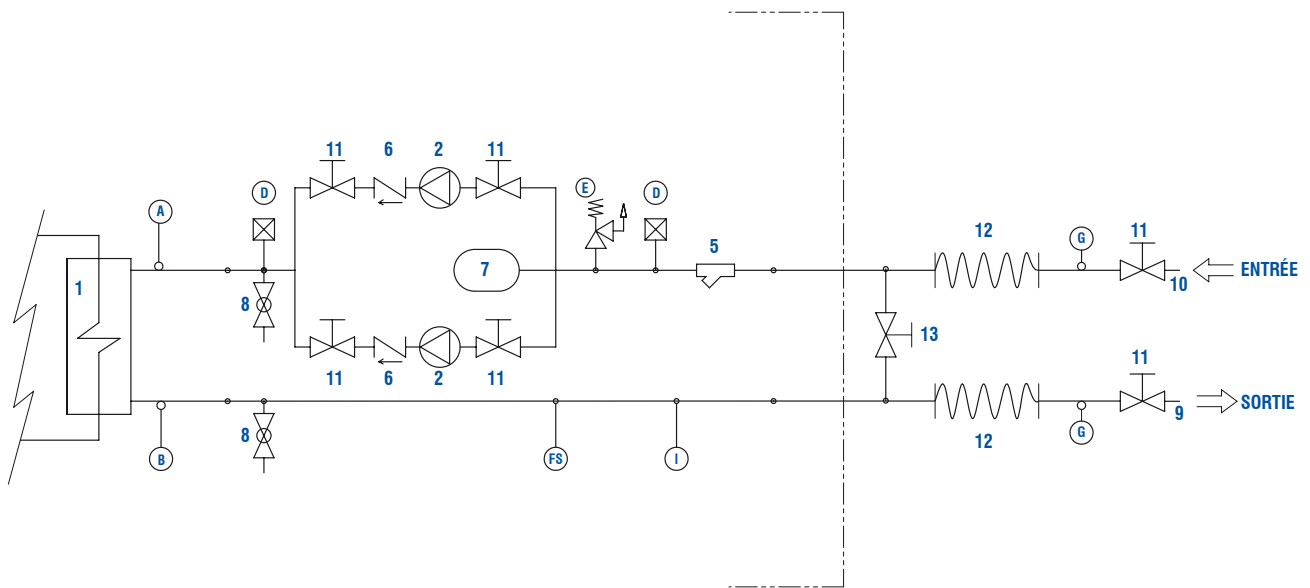 11 6 2 11
A D E D
12 G 11
1 7 5
10 ENTRÉE
8
13
11 6 2 11
11
9 SORTIE
8
12 G
B FS I